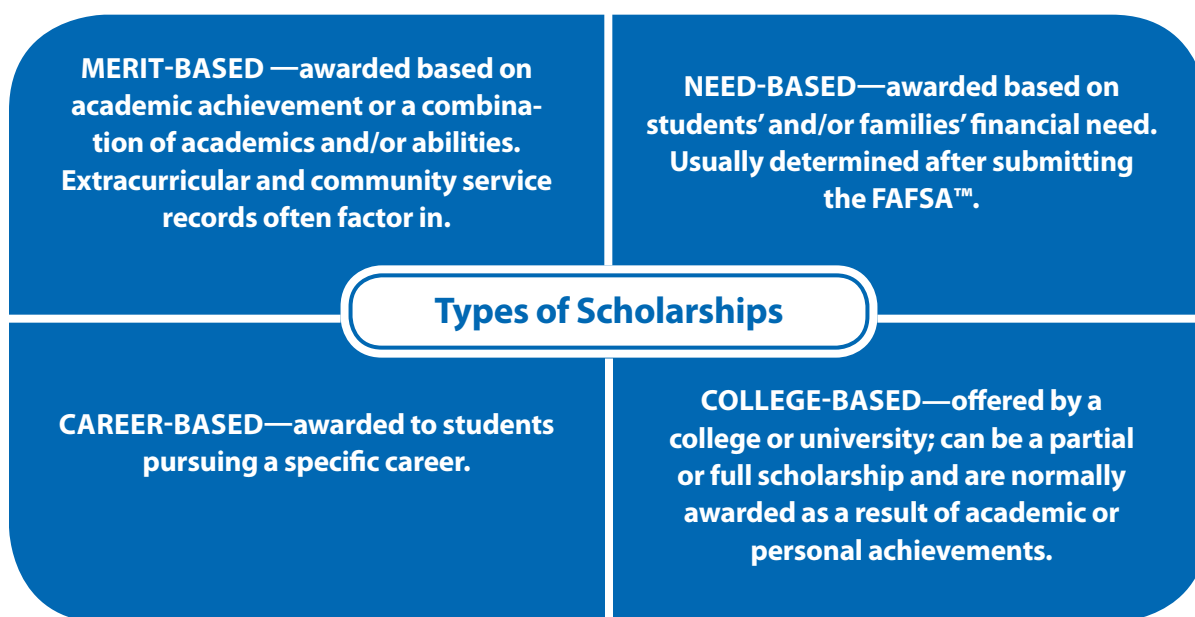 MERIT-BASED —awarded based on
academic achievement or a combina-
tion of academics and/or abilities.
Extracurricular and community service
records often factor in.
NEED-BASED—awarded based on
students’ and/or families’ financial need.
Usually determined after submitting
the FAFSA™.
Types of Scholarships
CAREER-BASED—awarded to students
pursuing a specific career.
COLLEGE-BASED—offered by a
college or university; can be a partial
or full scholarship and are normally
awarded as a result of academic or
personal achievements.